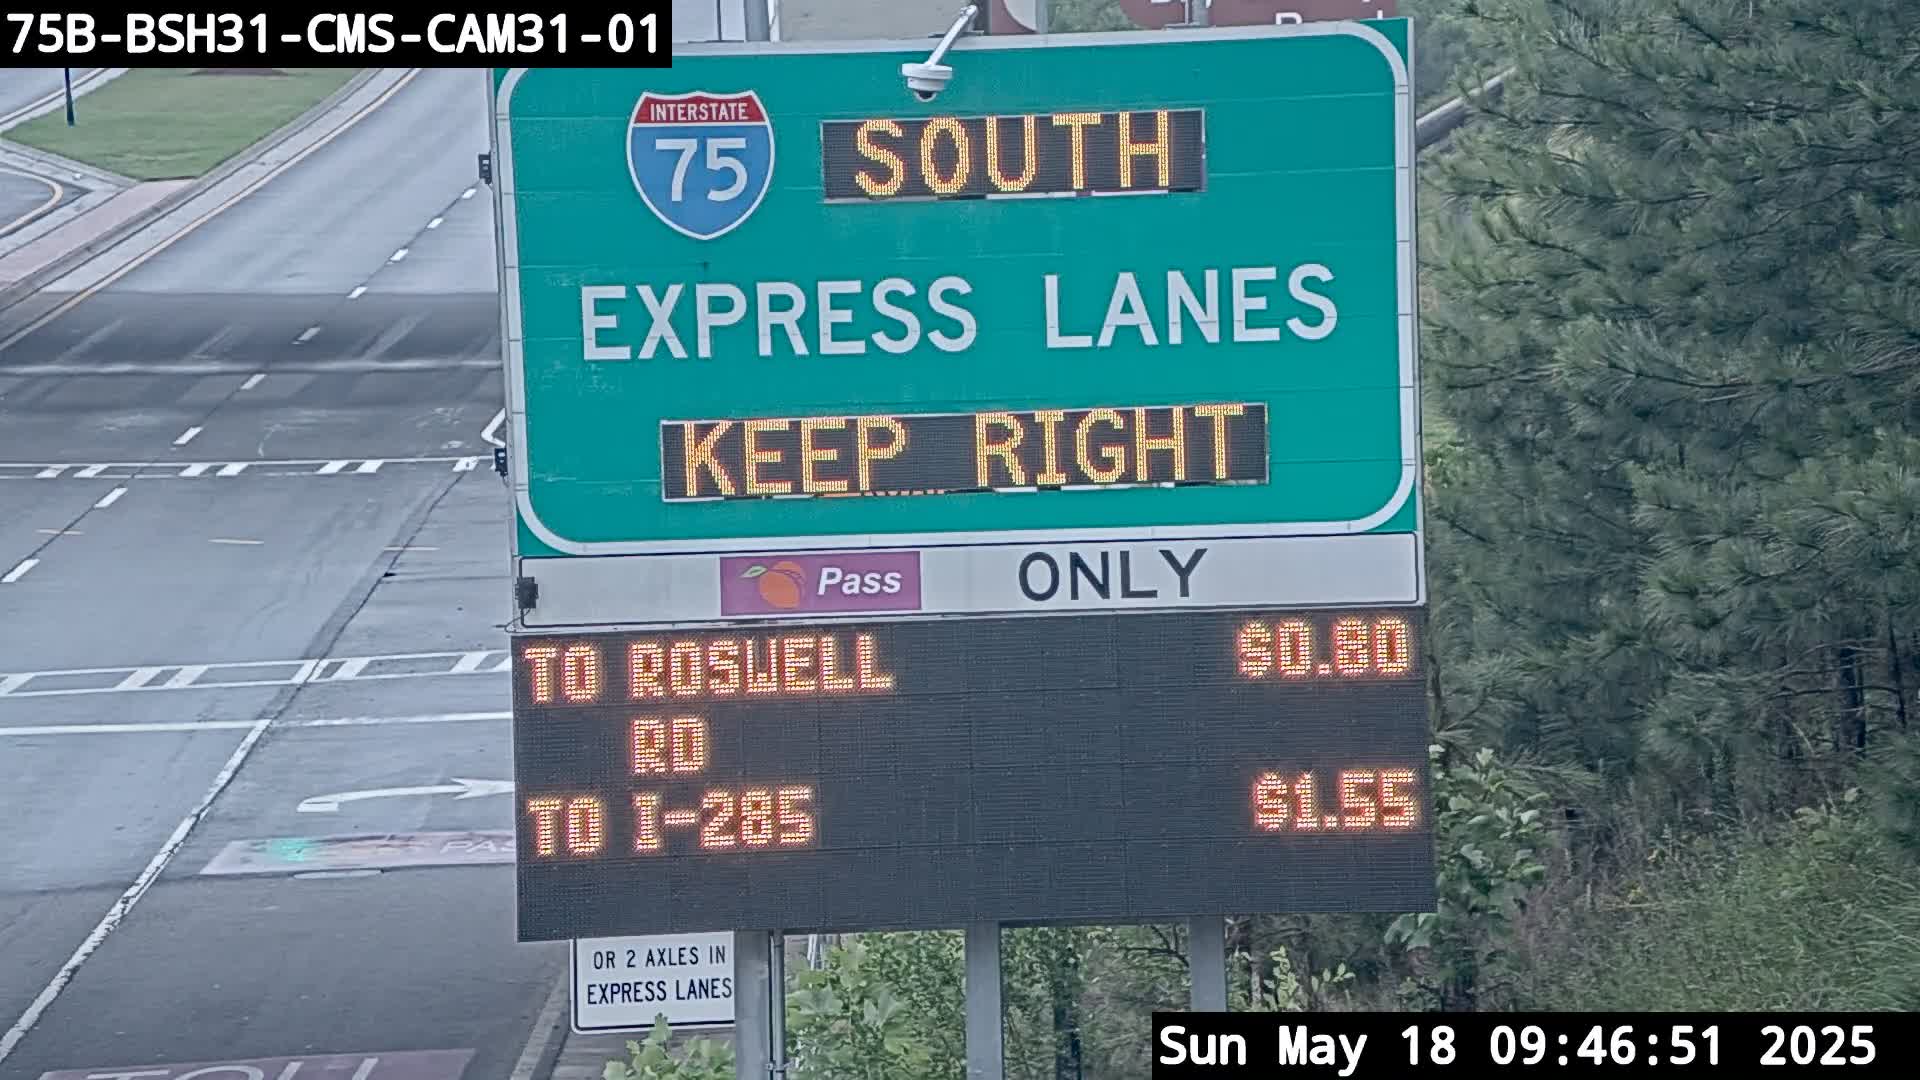 75B-BSH31-CMS-CAM31-01
INTERSTATE
75
SOUTH
EXPRESS LANES
KEEP RIGHT
Pass ONLY
TO ROSWELL $0.80
RD
TO I-285 $1.55
OR 2 AXLES IN
EXPRESS LANES
TOLL
Sun May 18 09:46:51 2025